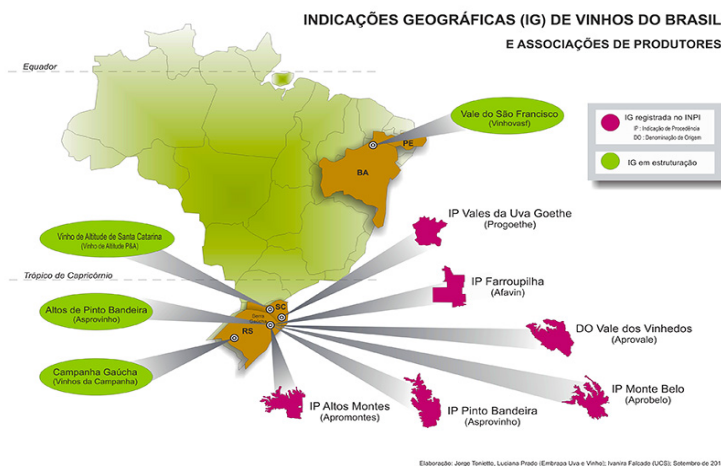 INDICAÇÕES GEOGRÁFICAS (IG) DE VINHOS DO BRASIL
E ASSOCIAÇÕES DE PRODUTORES
Equador
Vale do São Francisco
(Vinhovasf)
IG registrada no INPI
IP : Indicação de Procedência
DO : Denominação de Origem
IG em estruturação
PE
BA
IP Vales da Uva Goethe
(Progoethe)
Vinho de Altitude de Santa Catarina
(Vinho de Altitude P&A)
Trópico de Capricórnio
IP Farroupilha
(Afavin)
Altos de Pinto Bandeira
(Asprovinho)
SC
Serra
RS
DO Vale dos Vinhedos
(Aprovale)
Campanha Gaúcha
(Vinhos da Campanha)
IP Monte Belo
(Aprobelo)
IP Altos Montes
(Apromontes)
IP Pinto Bandeira
(Asprovinho)
Elaboração: Jorge Tonietto, Luciana Prado (Embrapa Uva e Vinho); Ivanira Falcade (UCS); Setembro de 201